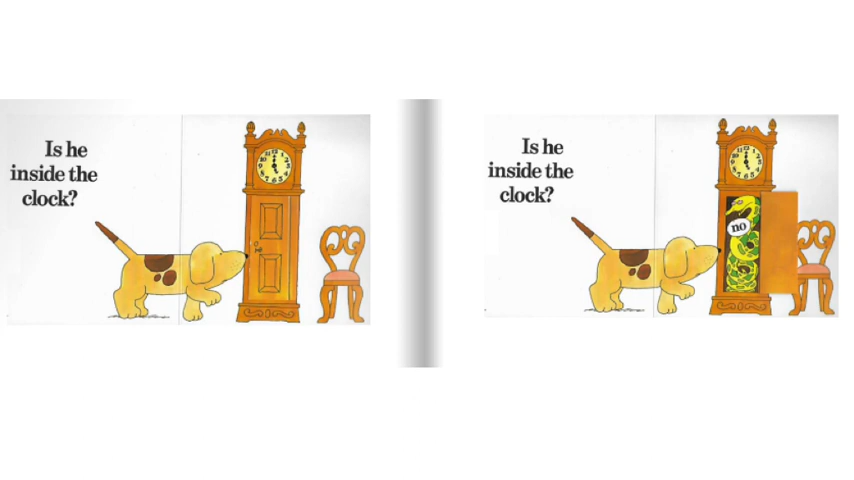 Is he
inside the
clock?
Is he
inside the
clock?
no